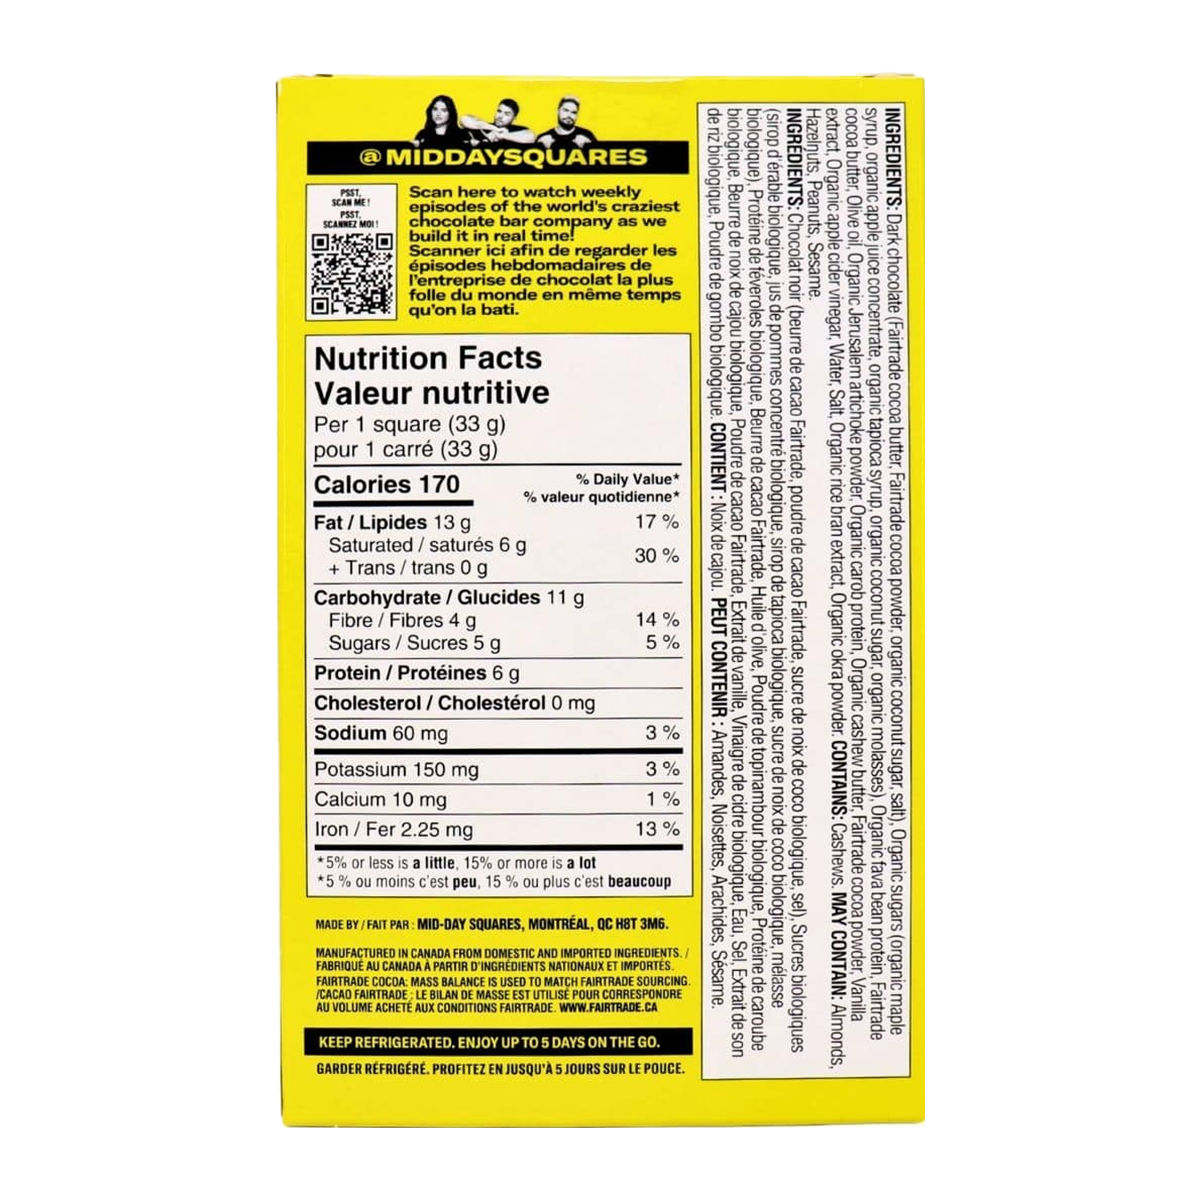 @MIDDAYSQUARES
PSST,
SCAN ME!
PSST,
SCANNEZ MOI!
Scan here to watch weekly
episodes of the world's craziest
chocolate bar company as we
build it in real time!
Scanner ici afin de regarder les
épisodes hebdomadaires de
l'entreprise de chocolat la plus
folle du monde en même temps
qu'on la bati.
Nutrition Facts
Valeur nutritive
Per 1 square (33 g)
pour 1 carré (33 g)
Calories 170
% Daily Value*
% valeur quotidienne*
Fat / Lipides 13 g 17 %
Saturated / saturés 6 g
+ Trans / trans 0 g 30 %
Carbohydrate / Glucides 11 g
Fibre / Fibres 4 g 14 %
Sugars / Sucres 5 g 5 %
Protein / Protéines 6 g
Cholesterol / Cholestérol 0 mg
Sodium 60 mg 3 %
Potassium 150 mg 3 %
Calcium 10 mg 1 %
Iron / Fer 2.25 mg 13 %
*5% or less is a little, 15% or more is a lot
*5 % ou moins c'est peu, 15 % ou plus c'est beaucoup
MADE BY / FAIT PAR : MID-DAY SQUARES, MONTRÉAL, QC H8T 3M6.
MANUFACTURED IN CANADA FROM DOMESTIC AND IMPORTED INGREDIENTS. /
FABRIQUÉ AU CANADA À PARTIR D'INGRÉDIENTS NATIONAUX ET IMPORTÉS.
FAIRTRADE COCOA: MASS BALANCE IS USED TO MATCH FAIRTRADE SOURCING.
/CACAO FAIRTRADE ; LE BILAN DE MASSE EST UTILISÉ POUR CORRESPONDRE
AU VOLUME ACHETÉ AUX CONDITIONS FAIRTRADE. WWW.FAIRTRADE.CA
KEEP REFRIGERATED. ENJOY UP TO 5 DAYS ON THE GO.
GARDER RÉFRIGÉRÉ. PROFITEZ EN JUSQU'À 5 JOURS SUR LE POUCE.
INGREDIENTS: Dark chocolate (Fairtrade cocoa butter, Fairtrade cocoa powder, organic coconut sugar, salt), Organic sugars (organic maple
syrup, organic apple juice concentrate, organic tapioca syrup, organic coconut sugar, organic molasses), Organic fava bean protein, Fairtrade
cocoa butter, Olive oil, Organic Jerusalem artichoke powder, Organic carob protein, Organic cashew butter, Fairtrade cocoa powder, Vanilla
extract, Organic apple cider vinegar, Water, Salt, Organic rice bran extract, Organic okra powder. CONTAINS: Cashews. MAY CONTAIN: Almonds,
Hazelnuts, Peanuts, Sesame.
INGRÉDIENTS: Chocolat noir (beurre de cacao Fairtrade, poudre de cacao Fairtrade, sucre de noix de coco biologique, sel), Sucres biologiques
(sirop d'érable biologique, jus de pommes concentré biologique, sirop de tapioca biologique, sucre de noix de coco biologique, mélasse
biologique), Protéine de féveroles biologique, Beurre de cacao Fairtrade, Huile d'olive, Poudre de topinambour biologique, Protéine de caroube
biologique, Beurre de noix de cajou biologique, Poudre de cacao Fairtrade, Extrait de vanille, Vinaigre de cidre biologique, Eau, Sel, Extrait de son
de riz biologique, Poudre de gombo biologique. CONTIENT : Noix de cajou. PEUT CONTENIR : Amandes, Noisettes, Arachides, Sésame.